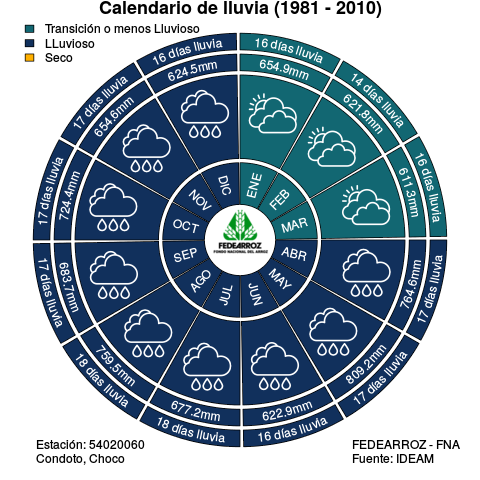 Calendario de lluvia (1981 - 2010)
Transición o menos Lluvioso
LLuvioso
Seco
16 días lluvia
654.9mm
ENE
14 días lluvia
621.8mm
FEB
16 días lluvia
611.3mm
MAR
17 días lluvia
764.6mm
ABR
17 días lluvia
809.2mm
MAY
16 días lluvia
622.9mm
JUN
18 días lluvia
677.2mm
JUL
18 días lluvia
759.5mm
AGO
17 días lluvia
683.7mm
SEP
17 días lluvia
724.4mm
OCT
17 días lluvia
654.6mm
NOV
16 días lluvia
624.5mm
DIC
FEDEARROZ
FONDO NACIONAL DEL ARROZ
Estación: 54020060
Condoto, Choco
FEDEARROZ - FNA
Fuente: IDEAM